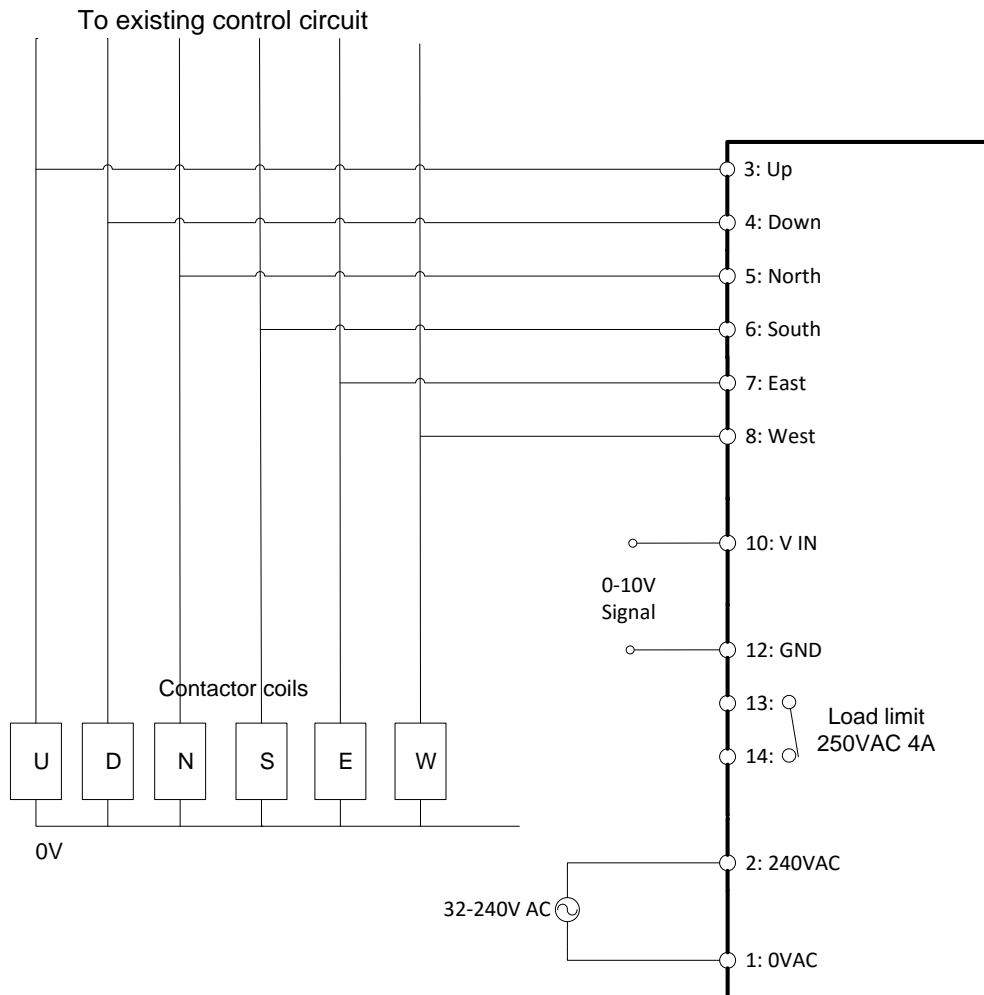 To existing control circuit
3: Up
4: Down
5: North
6: South
7: East
8: West
10: V IN
0-10V
Signal
12: GND
Contactor coils
13:
Load limit
250VAC 4A
14:
U D N S E W
0V
2: 240VAC
32-240V AC
1: 0VAC